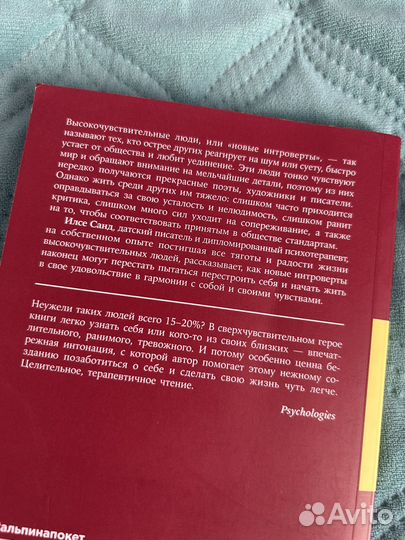 Высокочувствительные люди, или «новые интроверты», — так
называют тех, кто острее других реагирует на шум или суету, быстро
устает от общества и любит уединение. Эти люди тонко чувствуют
мир и обращают внимание на мельчайшие детали, поэтому из них
нередко получаются прекрасные поэты, художники и писатели.
Однако жить среди других им тяжело: слишком часто приходится
оправдываться за свою усталость и нелюдимость, слишком ранит
критика, слишком много сил уходит на сопереживание, а также
на то, чтобы соответствовать принятым в обществе стандартам.
Илсе Санд, датский писатель и дипломированный психотерапевт,
на собственном опыте постигшая все тяготы и радости жизни
высокочувствительных людей, рассказывает, как новые интроверты
наконец могут перестать пытаться перестроить себя и начать жить
в свое удовольствие в гармонии с собой и своими чувствами.
Неужели таких людей всего 15–20%? В сверхчувствительном герое
книги легко узнать себя или кого-то из своих близких — впечат-
лительного, ранимого, тревожного. И потому особенно ценна бе-
режная интонация, с которой автор помогает этому нежному со-
зданию позаботиться о себе и сделать свою жизнь чуть легче.
Целительное, терапевтичное чтение.
Psychologies
альпинапокет
Avito